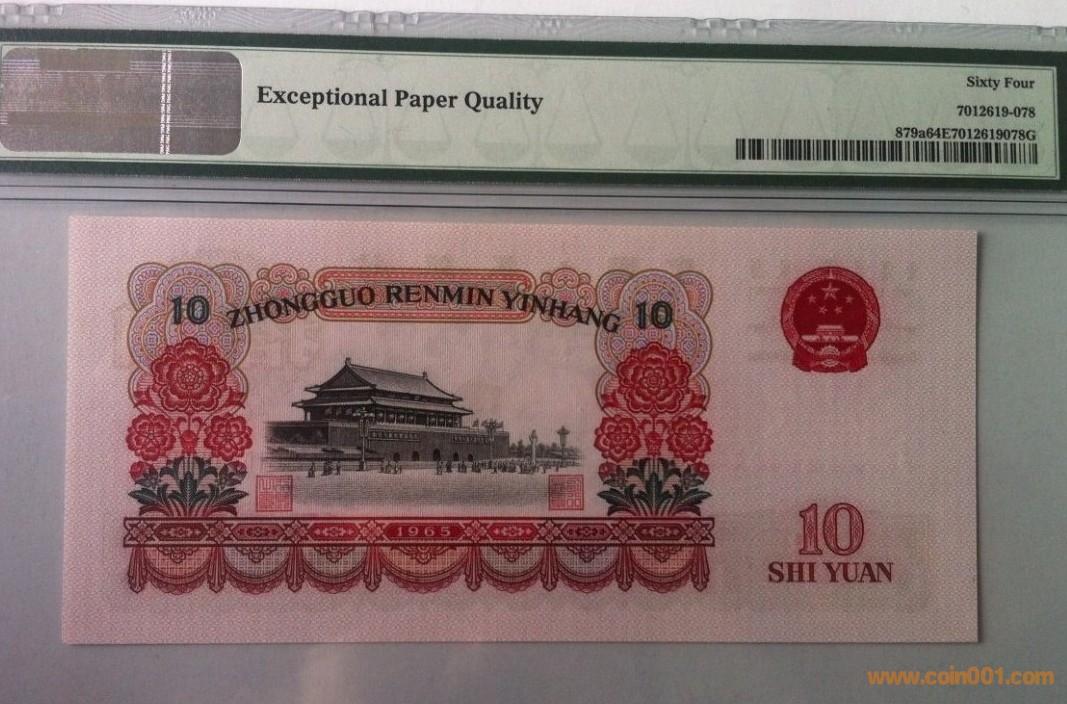 Exceptional Paper Quality
Sixty Four
7012619-078
879a64E7012619078G
10 ZHONGGUO RENMIN YINHANG 10
1965
10
SHI YUAN
www.coin001.com